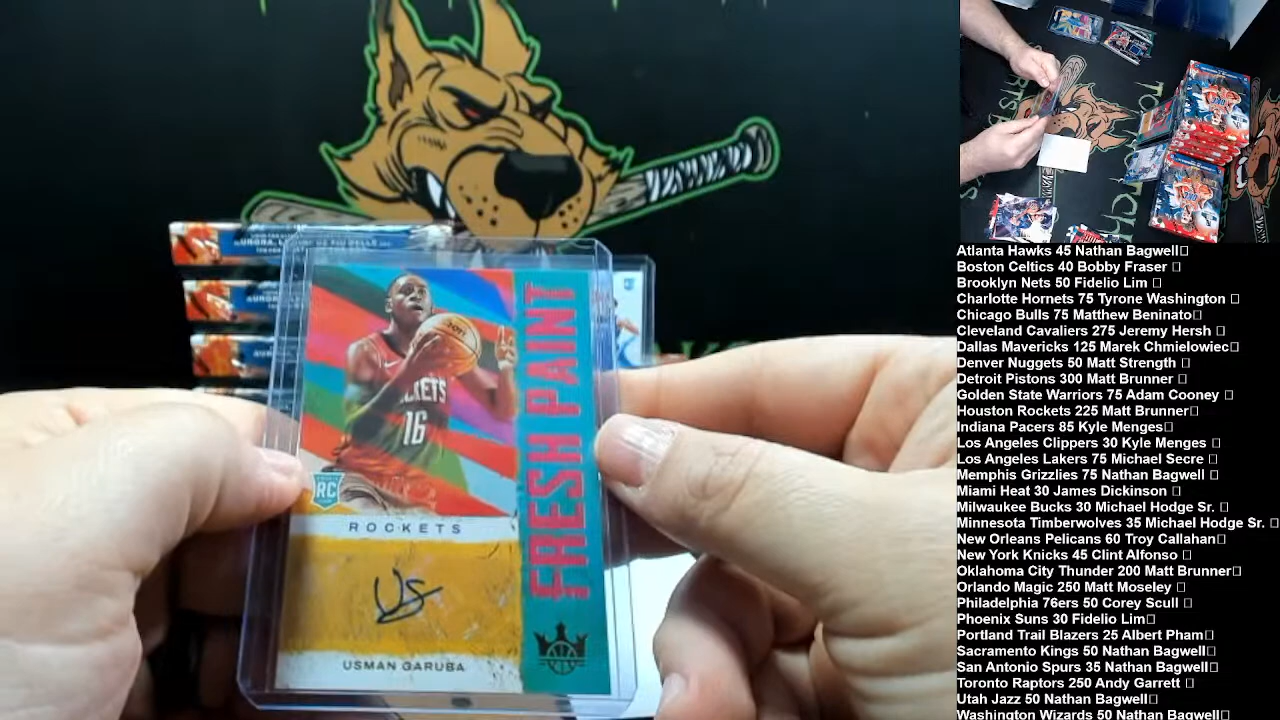 FRESH PAINT
ROCKETS
16
RC
ROCKETS
USMAN GARUBA
Atlanta Hawks 45 Nathan Bagwell
Boston Celtics 40 Bobby Fraser
Brooklyn Nets 50 Fidelio Lim
Charlotte Hornets 75 Tyrone Washington
Chicago Bulls 75 Matthew Beninato
Cleveland Cavaliers 275 Jeremy Hersh
Dallas Mavericks 125 Marek Chmielowiec
Denver Nuggets 50 Matt Strength
Detroit Pistons 300 Matt Brunner
Golden State Warriors 75 Adam Cooney
Houston Rockets 225 Matt Brunner
Indiana Pacers 85 Kyle Menges
Los Angeles Clippers 30 Kyle Menges
Los Angeles Lakers 75 Michael Secre
Memphis Grizzlies 75 Nathan Bagwell
Miami Heat 30 James Dickinson
Milwaukee Bucks 30 Michael Hodge Sr.
Minnesota Timberwolves 35 Michael Hodge Sr.
New Orleans Pelicans 60 Troy Callahan
New York Knicks 45 Clint Alfonso
Oklahoma City Thunder 200 Matt Brunner
Orlando Magic 250 Matt Moseley
Philadelphia 76ers 50 Corey Scull
Phoenix Suns 30 Fidelio Lim
Portland Trail Blazers 25 Albert Pham
Sacramento Kings 50 Nathan Bagwell
San Antonio Spurs 35 Nathan Bagwell
Toronto Raptors 250 Andy Garrett
Utah Jazz 50 Nathan Bagwell
Washington Wizards 50 Nathan Bagwell